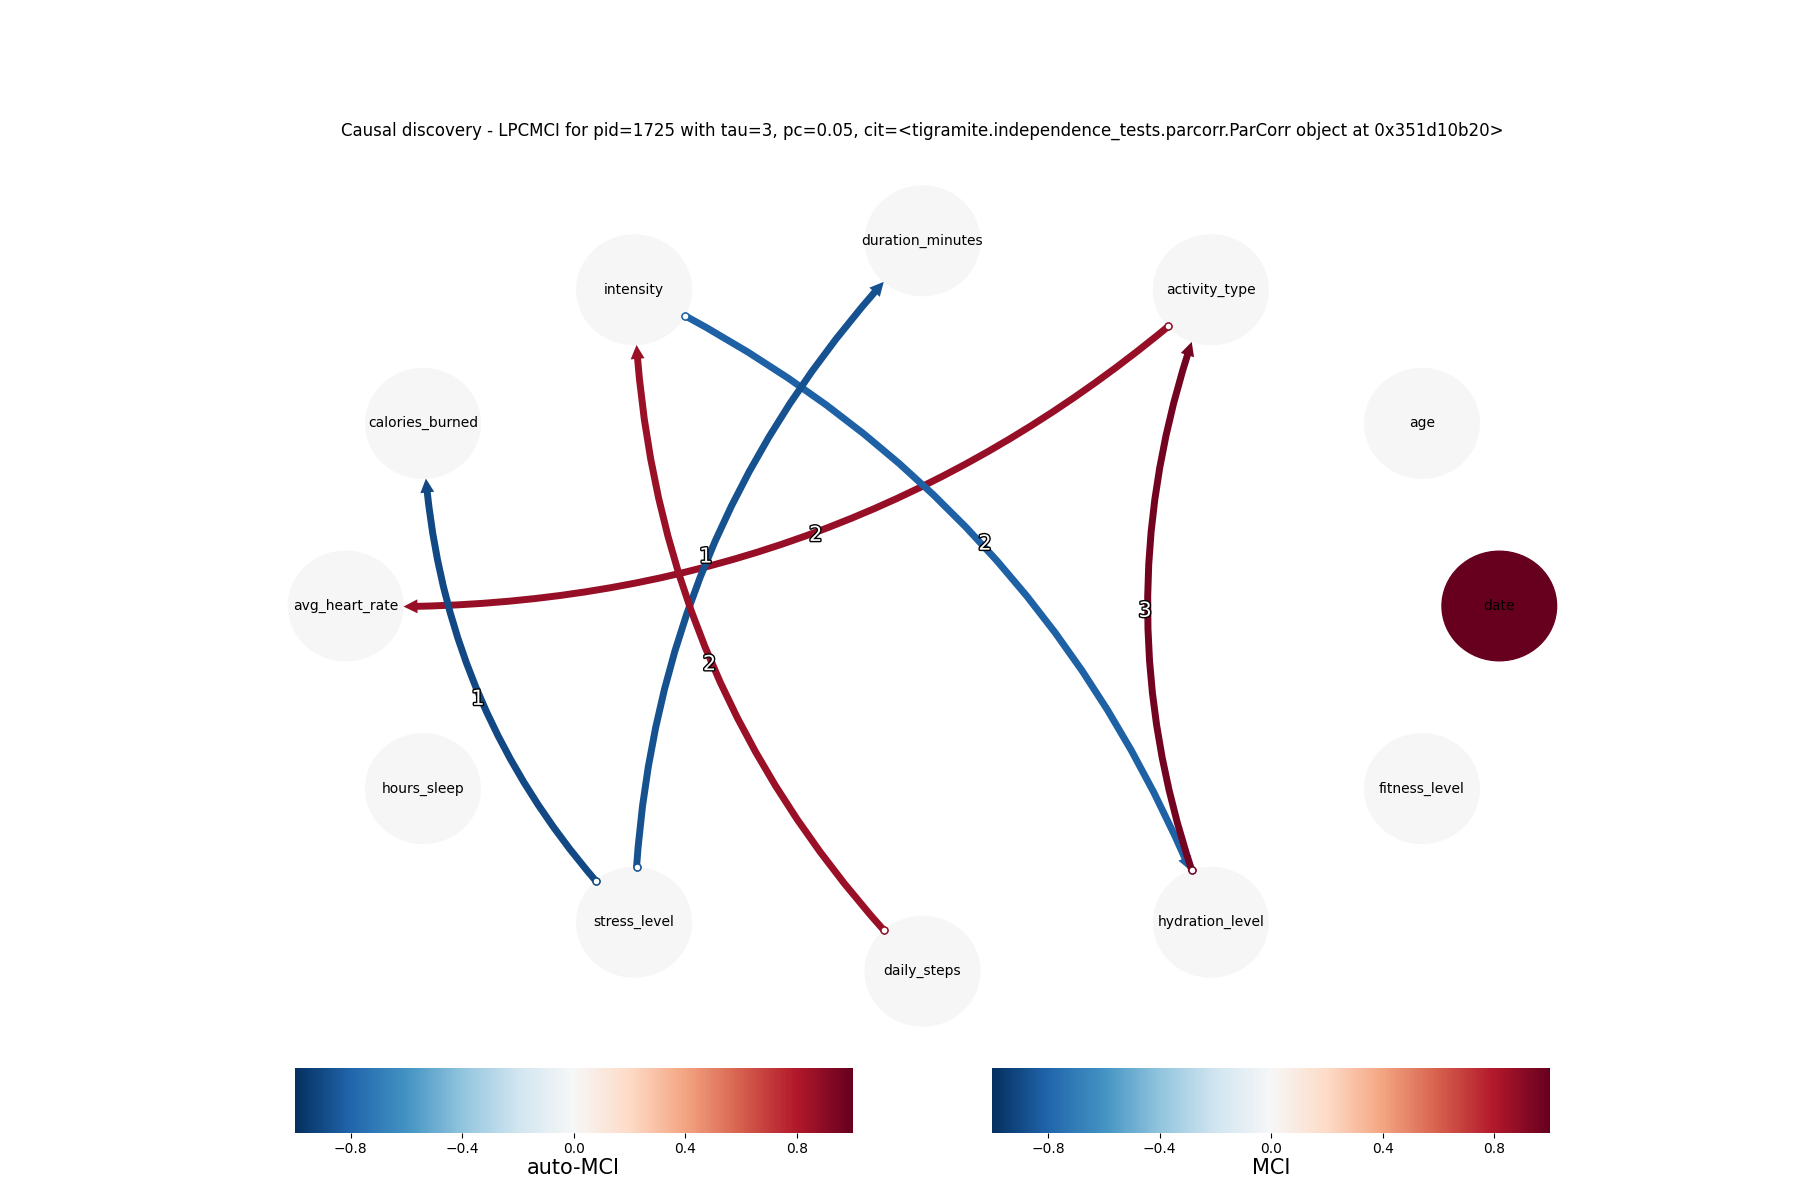 Causal discovery - LPCMCI for pid=1725 with tau=3, pc=0.05, cit=<tigramite.independence_tests.parcorr.ParCorr object at 0x351d10b20>
duration_minutes
intensity
activity_type
calories_burned
age
2
1
2
avg_heart_rate
date
3
2
1
hours_sleep
fitness_level
stress_level
hydration_level
daily_steps
−0.8 −0.4 0.0 0.4 0.8
auto-MCI
−0.8 −0.4 0.0 0.4 0.8
MCI